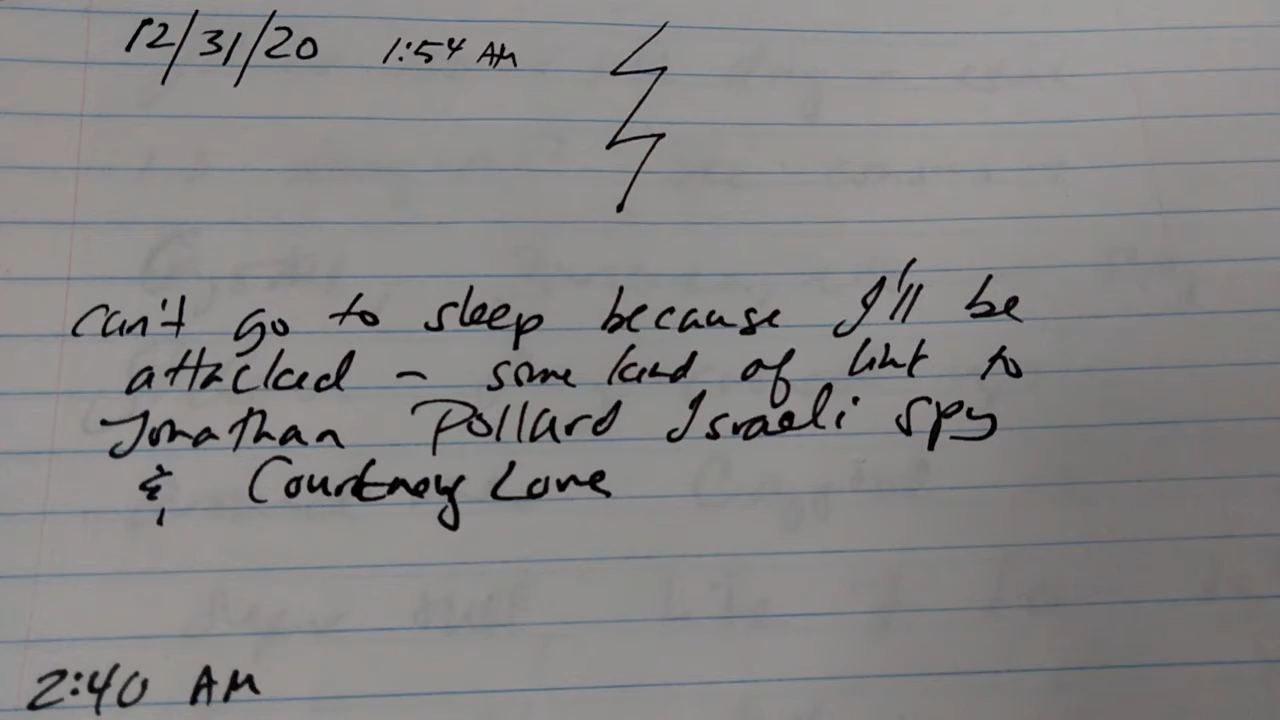 12/31/20 1:54 AM
can't go to sleep because I'll be
attacked - some kind of link to
Jonathan Pollard Israeli spy
& Courtney Love
2:40 AM